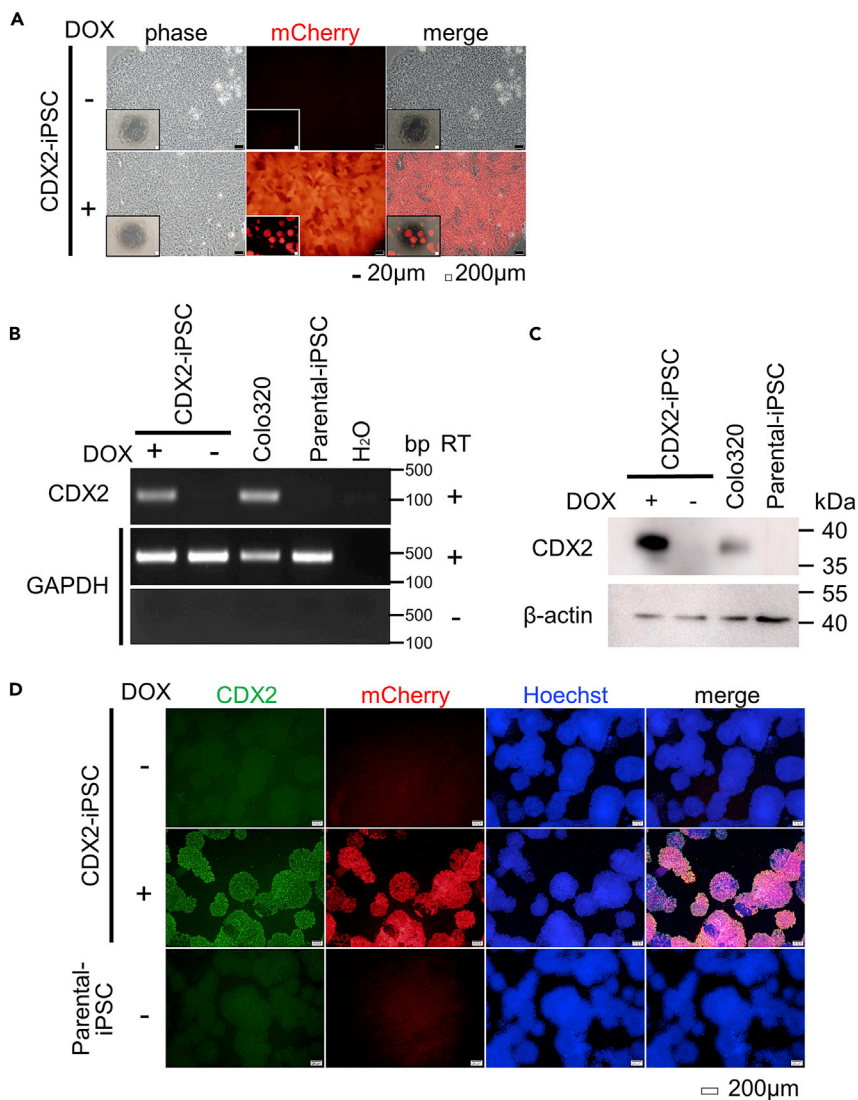 A
DOX phase mCherry merge
CDX2-iPSC
-
+
20µm 200µm
B
CDX2-iPSC
Colo320
Parental-iPSC
H2O
DOX + - bp RT
CDX2 500
100 +
GAPDH 500 +
100
500 -
100
C
CDX2-iPSC
Colo320
Parental-iPSC
DOX + - kDa
CDX2 40
35
β-actin 55
40
D
DOX CDX2 mCherry Hoechst merge
CDX2-iPSC
-
+
Parental-
iPSC
-
200µm